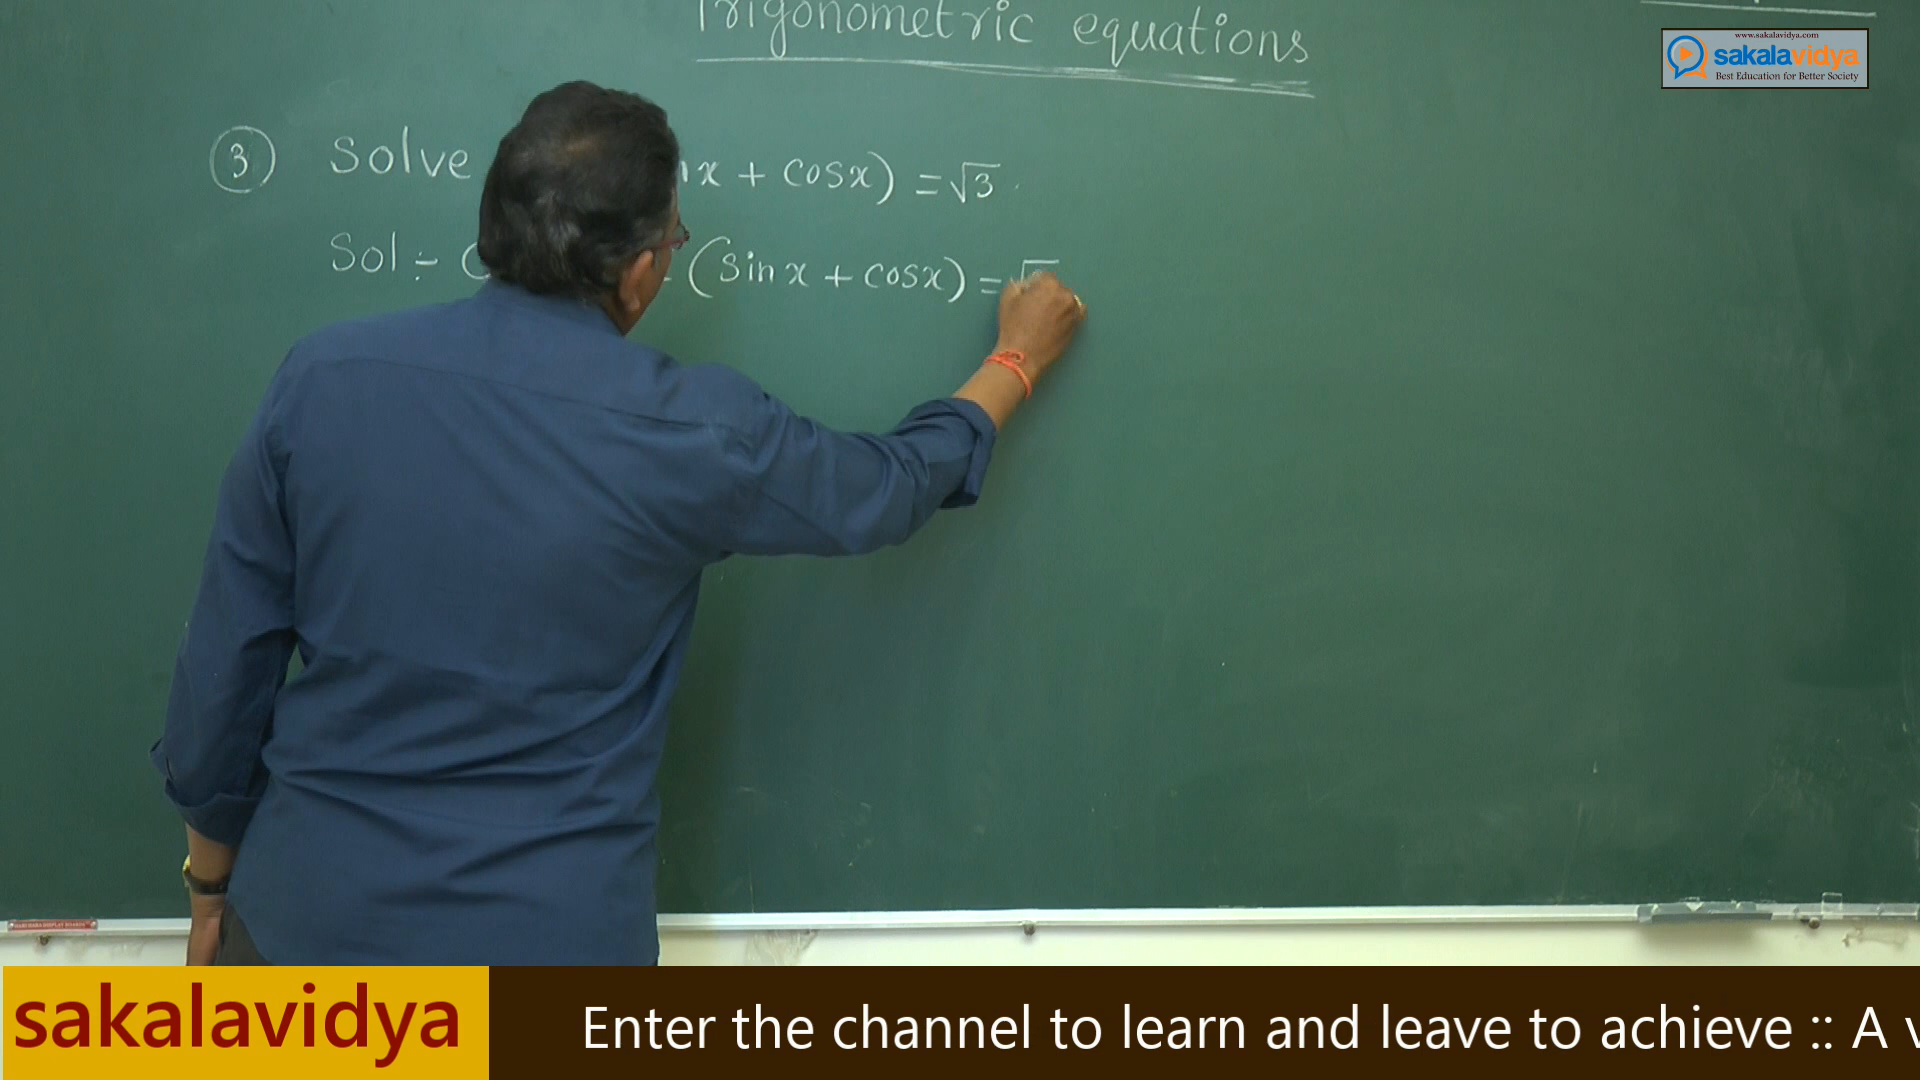 Trigonometric equations
www.sakalavidya.com
sakalavidya
Best Education for Better Society
3 Solve x + cosx) = √3.
Sol :- (sin x + cosx) = √
sakalavidya
Enter the channel to learn and leave to achieve :: A